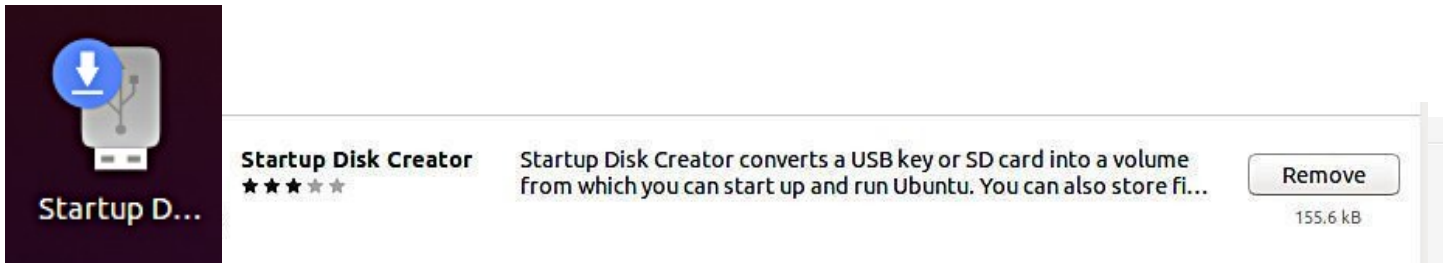 Startup D...
Startup Disk Creator
Startup Disk Creator converts a USB key or SD card into a volume
from which you can start up and run Ubuntu. You can also store fi...
Remove
155.6 kB